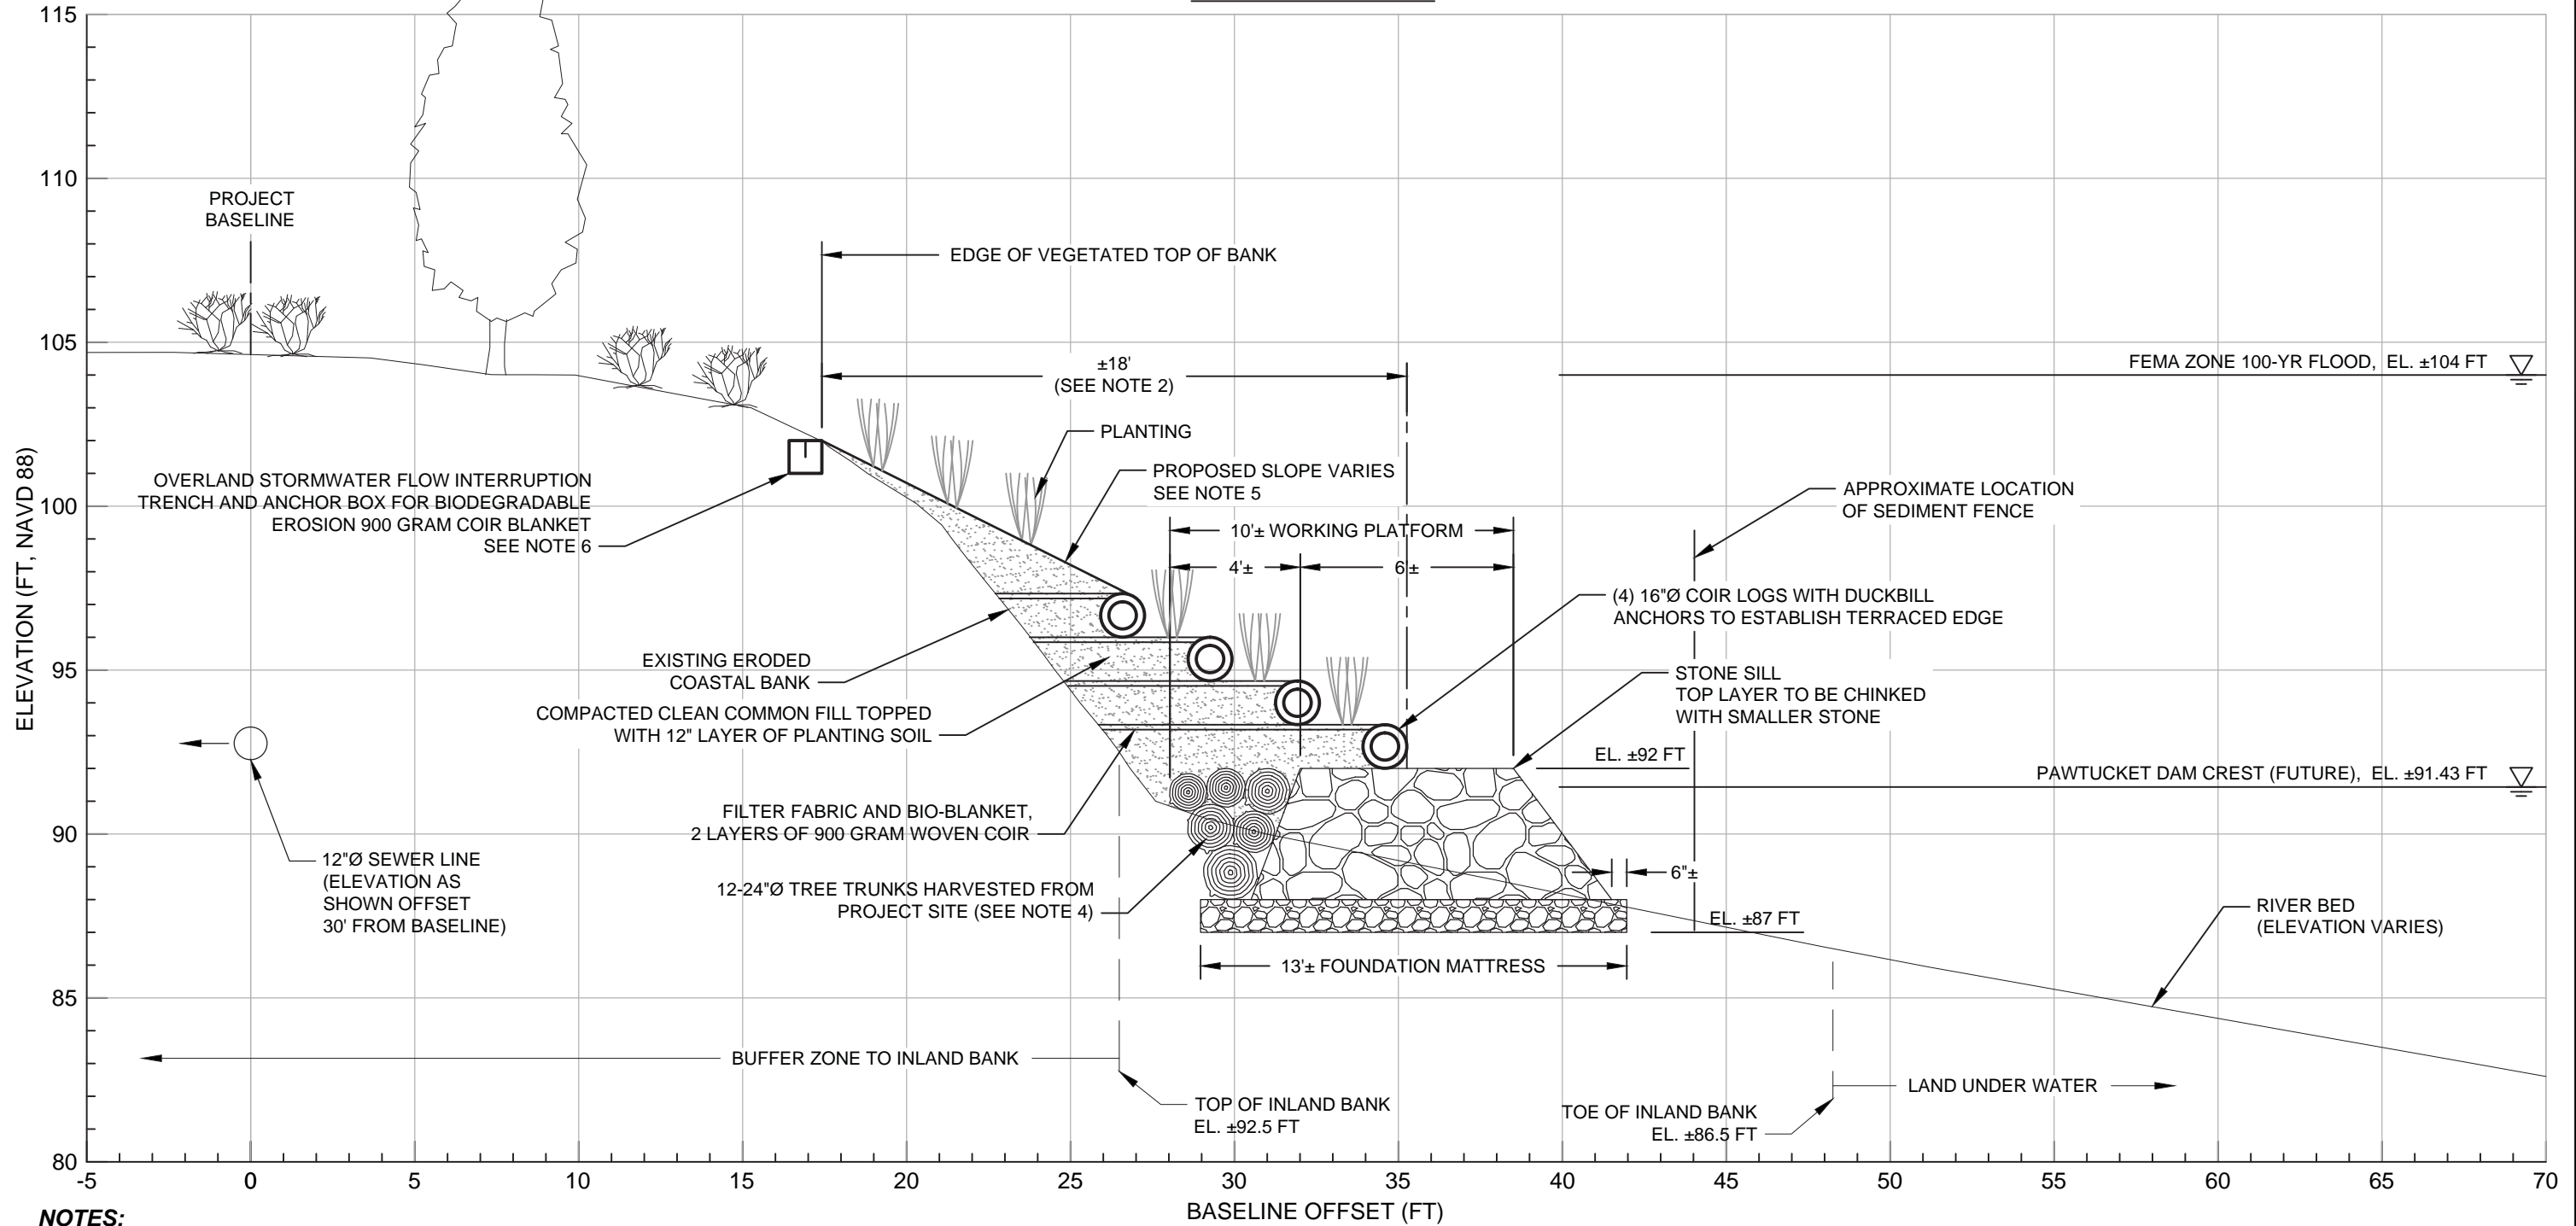 115
110
105
100
95
90
85
80
ELEVATION (FT, NAVD 88)
PROJECT
BASELINE
EDGE OF VEGETATED TOP OF BANK
±18'
(SEE NOTE 2)
FEMA ZONE 100-YR FLOOD, EL. ±104 FT
PLANTING
PROPOSED SLOPE VARIES
SEE NOTE 5
OVERLAND STORMWATER FLOW INTERRUPTION
TRENCH AND ANCHOR BOX FOR BIODEGRADABLE
EROSION 900 GRAM COIR BLANKET
SEE NOTE 6
APPROXIMATE LOCATION
OF SEDIMENT FENCE
10'± WORKING PLATFORM
4'±
6'±
(4) 16"Ø COIR LOGS WITH DUCKBILL
ANCHORS TO ESTABLISH TERRACED EDGE
EXISTING ERODED
COASTAL BANK
STONE SILL
TOP LAYER TO BE CHINKED
WITH SMALLER STONE
COMPACTED CLEAN COMMON FILL TOPPED
WITH 12" LAYER OF PLANTING SOIL
EL. ±92 FT
PAWTUCKET DAM CREST (FUTURE), EL. ±91.43 FT
FILTER FABRIC AND BIO-BLANKET,
2 LAYERS OF 900 GRAM WOVEN COIR
12"Ø SEWER LINE
(ELEVATION AS
SHOWN OFFSET
30' FROM BASELINE)
12-24"Ø TREE TRUNKS HARVESTED FROM
PROJECT SITE (SEE NOTE 4)
6"±
EL. ±87 FT
RIVER BED
(ELEVATION VARIES)
13'± FOUNDATION MATTRESS
BUFFER ZONE TO INLAND BANK
LAND UNDER WATER
TOP OF INLAND BANK
EL. ±92.5 FT
TOE OF INLAND BANK
EL. ±86.5 FT
-5 0 5 10 15 20 25 30 35 40 45 50 55 60 65 70
BASELINE OFFSET (FT)
NOTES: